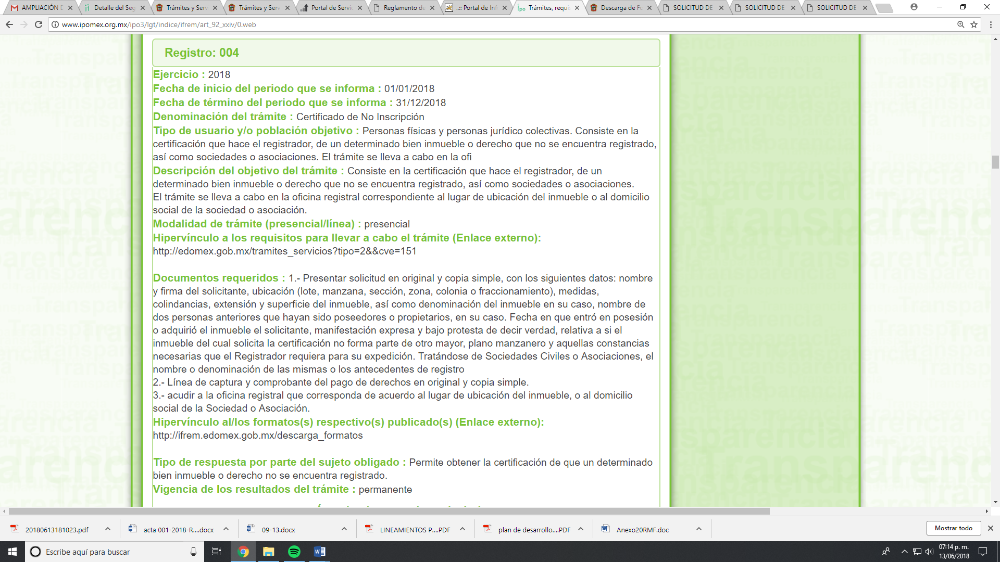 AMPLIACIÓN D
Detalle del Seg
Trámites y Serv
Trámites y Serv
Portal de Servic
Reglamento de
..:: Portal de Inf
Trámites, requis
Descarga de Fo
SOLICITUD DE
SOLICITUD DE
SOLICITUD DE
www.ipomex.org.mx/ipo3/lgt/indice/ifrem/art_92_xxiv/0.web
Registro: 004
Ejercicio : 2018
Fecha de inicio del periodo que se informa : 01/01/2018
Fecha de término del periodo que se informa : 31/12/2018
Denominación del trámite : Certificado de No Inscripción
Tipo de usuario y/o población objetivo : Personas físicas y personas jurídico colectivas. Consiste en la
certificación que hace el registrador, de un determinado bien inmueble o derecho que no se encuentra registrado,
así como sociedades o asociaciones. El trámite se lleva a cabo en la ofi
Descripción del objetivo del trámite : Consiste en la certificación que hace el registrador, de un
determinado bien inmueble o derecho que no se encuentra registrado, así como sociedades o asociaciones.
El trámite se lleva a cabo en la oficina registral correspondiente al lugar de ubicación del inmueble o al domicilio
social de la sociedad o asociación.
Modalidad de trámite (presencial/línea) : presencial
Hipervínculo a los requisitos para llevar a cabo el trámite (Enlace externo):
http://edomex.gob.mx/tramites_servicios?tipo=2&&cve=151
Documentos requeridos : 1.- Presentar solicitud en original y copia simple, con los siguientes datos: nombre
y firma del solicitante, ubicación (lote, manzana, sección, zona, colonia o fraccionamiento), medidas,
colindancias, extensión y superficie del inmueble, así como denominación del inmueble en su caso, nombre de
dos personas anteriores que hayan sido poseedores o propietarios, en su caso. Fecha en que entró en posesión
o adquirió el inmueble el solicitante, manifestación expresa y bajo protesta de decir verdad, relativa a si el
inmueble del cual solicita la certificación no forma parte de otro mayor, plano manzanero y aquellas constancias
necesarias que el Registrador requiera para su expedición. Tratándose de Sociedades Civiles o Asociaciones, el
nombre o denominación de las mismas o los antecedentes de registro
2.- Línea de captura y comprobante del pago de derechos en original y copia simple.
3.- acudir a la oficina registral que corresponda de acuerdo al lugar de ubicación del inmueble, o al domicilio
social de la Sociedad o Asociación.
Hipervínculo al/los formatos(s) respectivo(s) publicado(s) (Enlace externo):
http://ifrem.edomex.gob.mx/descarga_formatos
Tipo de respuesta por parte del sujeto obligado : Permite obtener la certificación de que un determinado
bien inmueble o derecho no se encuentra registrado.
Vigencia de los resultados del trámite : permanente
20180613181023.pdf
acta 001-2018-R....docx
09-13.docx
LINEAMIENTOS P....PDF
plan de desarrollo....PDF
Anexo20RMF.doc
Mostrar todo
Escribe aquí para buscar
07:14 p. m.
13/06/2018